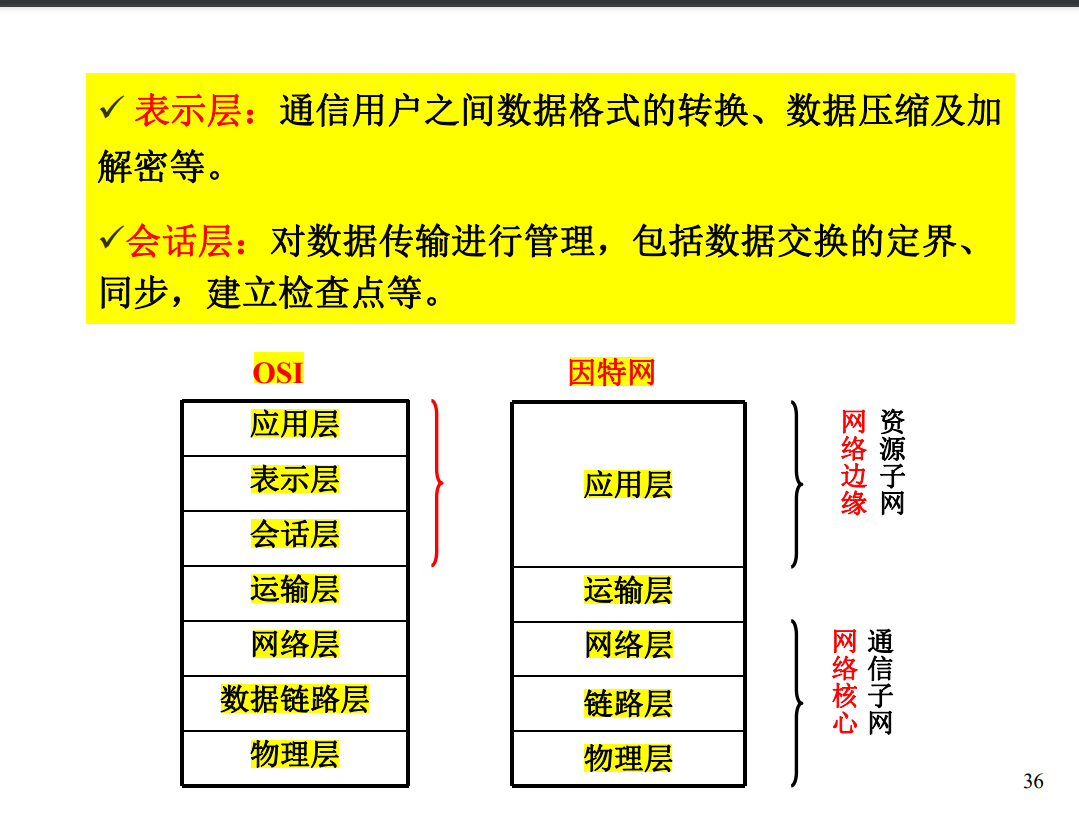 ✓ 表示层：通信用户之间数据格式的转换、数据压缩及加
解密等。
✓会话层：对数据传输进行管理，包括数据交换的定界、
同步，建立检查点等。
OSI
应用层
表示层
会话层
运输层
网络层
数据链路层
物理层
因特网
应用层
运输层
网络层
链路层
物理层
网络边缘
资源子网
网络核心
通信子网
36